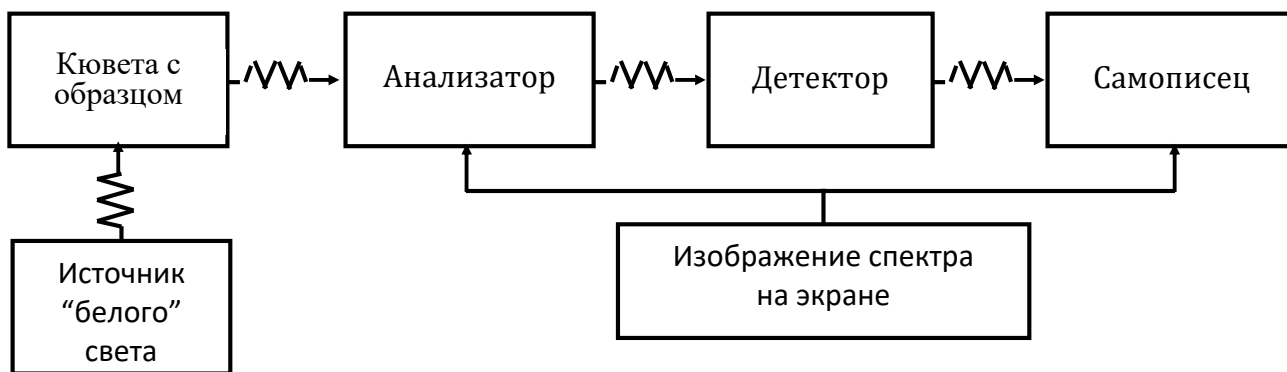 Кювета с
образцом
Анализатор
Детектор
Самописец
Источник
“белого”
света
Изображение спектра
на экране